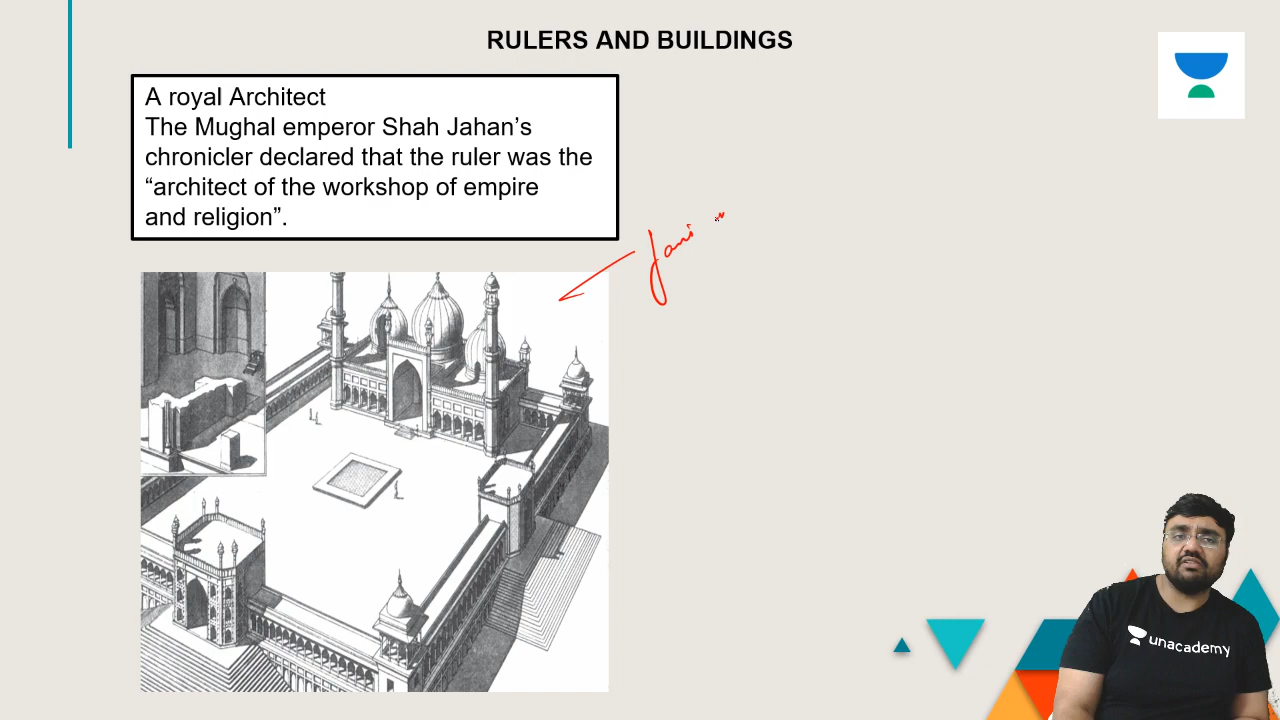 RULERS AND BUILDINGS
A royal Architect
The Mughal emperor Shah Jahan’s
chronicler declared that the ruler was the
“architect of the workshop of empire
and religion”.
Jami
unacademy